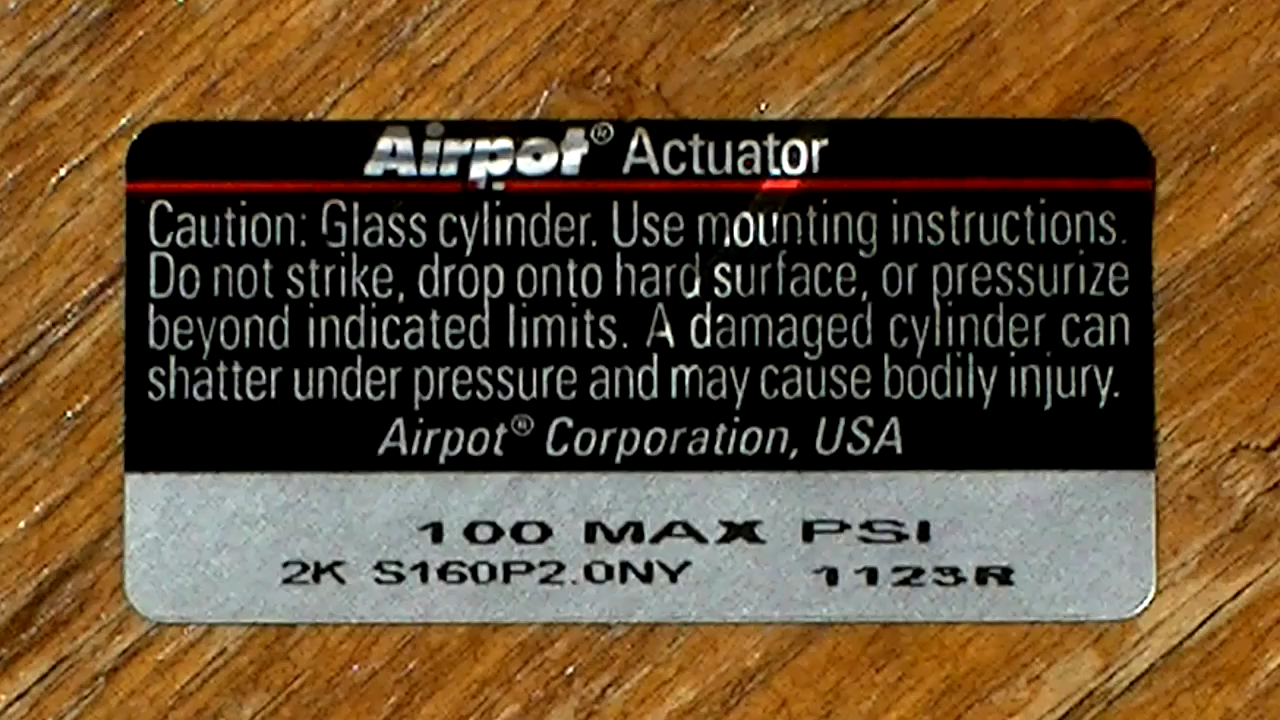 Airpot® Actuator
Caution: Glass cylinder. Use mounting instructions.
Do not strike, drop onto hard surface, or pressurize
beyond indicated limits. A damaged cylinder can
shatter under pressure and may cause bodily injury.
Airpot® Corporation, USA
100 MAX PSI
2K S160P2.0NY 1123R